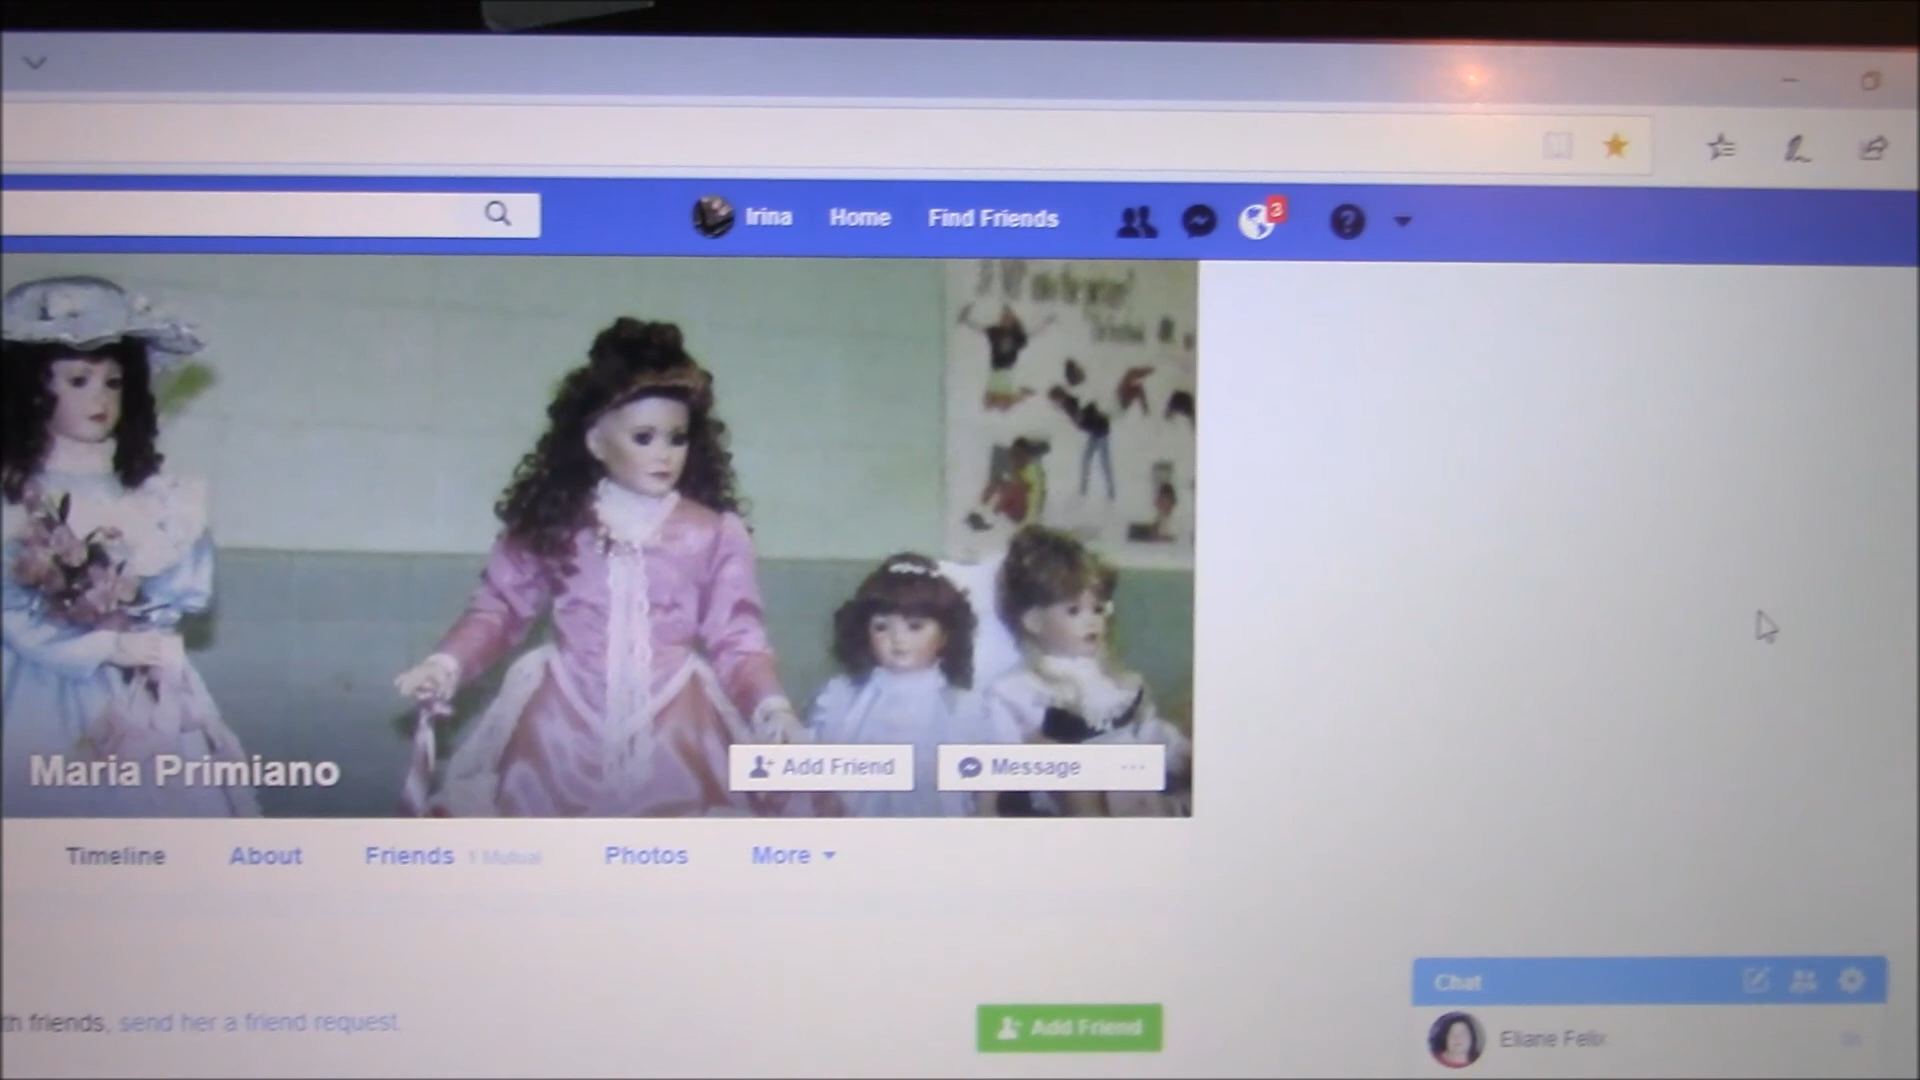 Irina Home Find Friends 3
Maria Primiano
Add Friend
Message
Timeline About Friends 1 Mutual Photos More
th friends, send her a friend request.
Add Friend
Chat
Eliane Felix